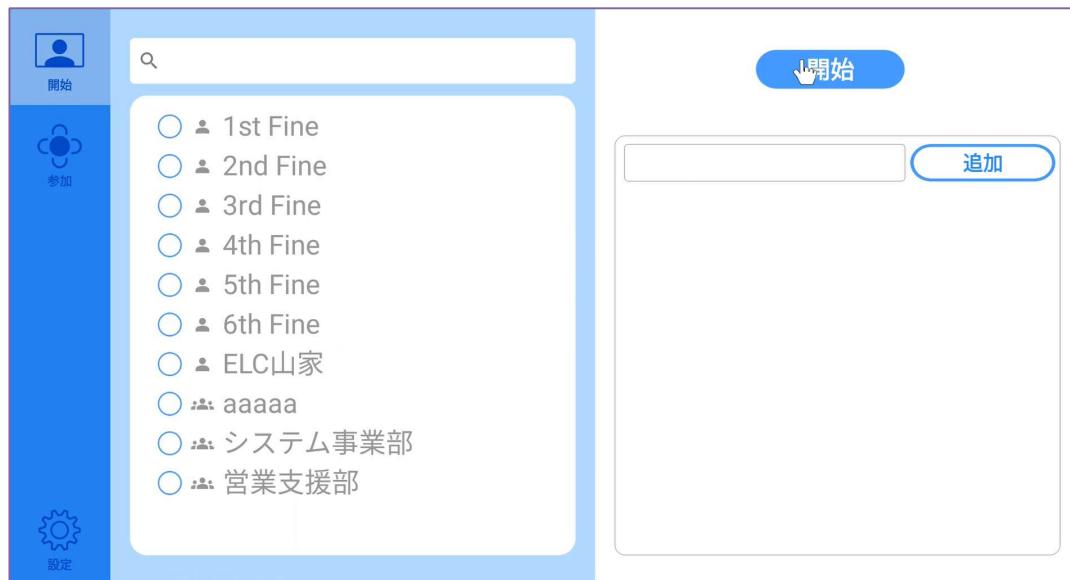 開始
参加
設定
1st Fine
2nd Fine
3rd Fine
4th Fine
5th Fine
6th Fine
ELC山家
aaaaa
システム事業部
営業支援部
開始
追加